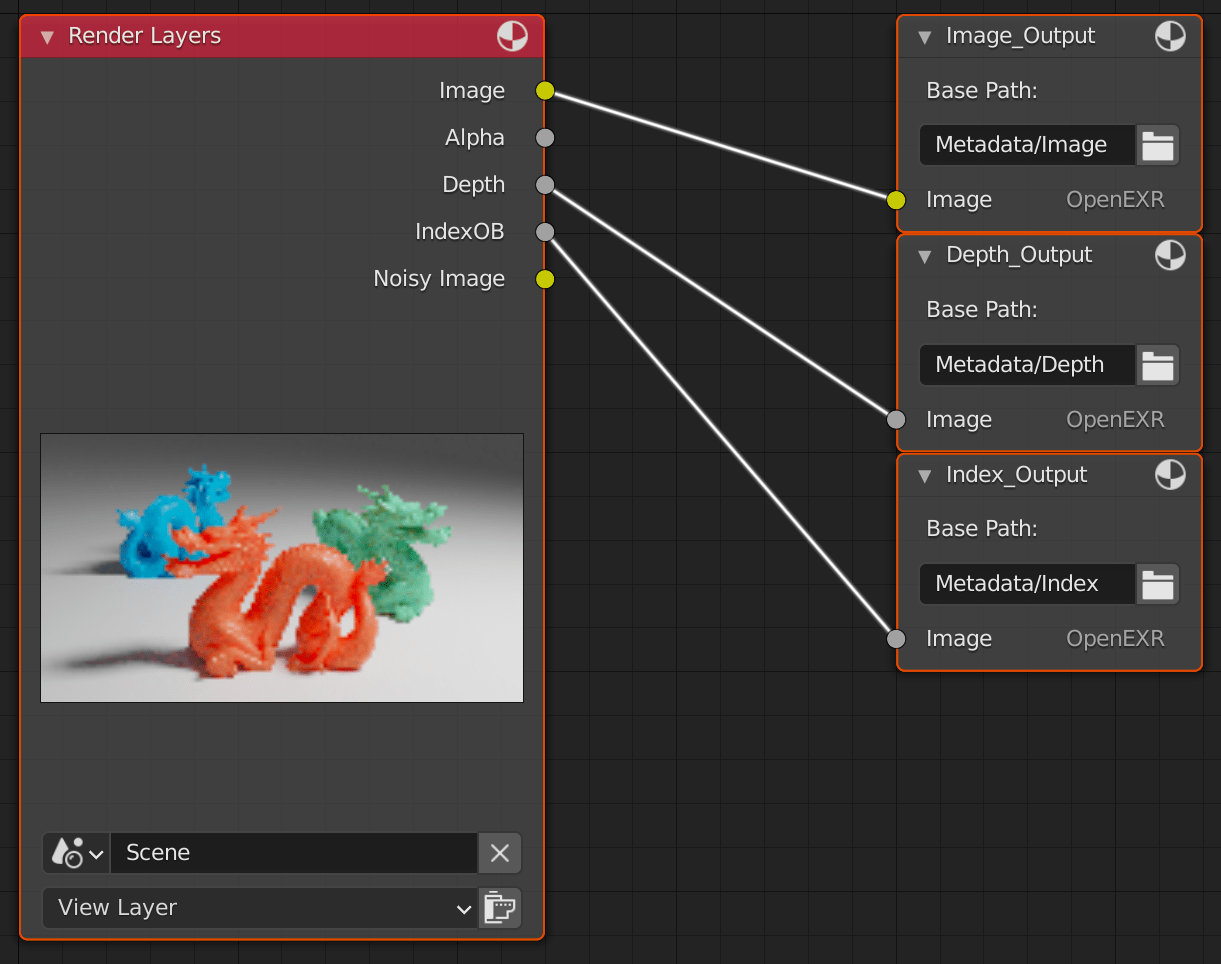 Render Layers
Image
Alpha
Depth
IndexOB
Noisy Image
Scene
View Layer
Image_Output
Base Path:
Metadata/Image
Image OpenEXR
Depth_Output
Base Path:
Metadata/Depth
Image OpenEXR
Index_Output
Base Path:
Metadata/Index
Image OpenEXR